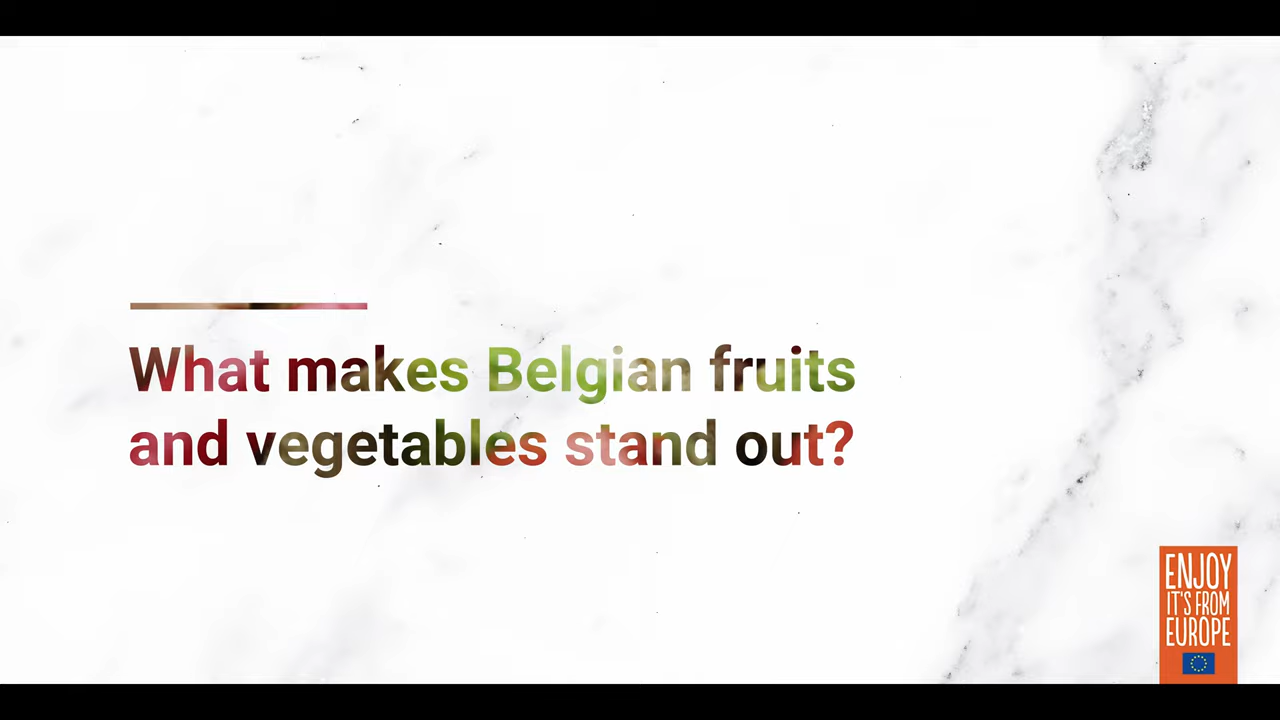 What makes Belgian fruits
and vegetables stand out?
ENJOY
IT'S FROM
EUROPE